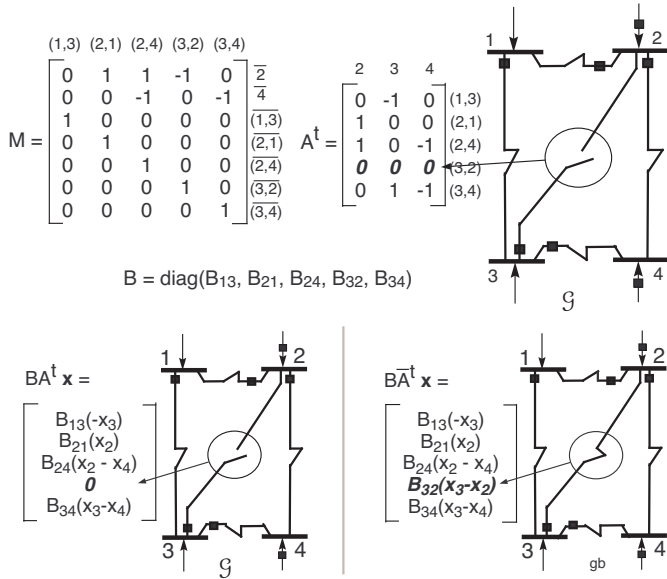 (1,3) (2,1) (2,4) (3,2) (3,4)
M =
0 1 1 -1 0 2̅
0 0 -1 0 -1 4̅
1 0 0 0 0 (1,3)
0 1 0 0 0 (2,1)
0 0 1 0 0 (2,4)
0 0 0 1 0 (3,2)
0 0 0 0 1 (3,4)
2 3 4
Aᵗ =
0 -1 0 (1,3)
1 0 0 (2,1)
1 0 -1 (2,4)
0 0 0 (3,2)
0 1 -1 (3,4)
1 2
3 4
𝒢
B = diag(B₁₃, B₂₁, B₂₄, B₃₂, B₃₄)
BAᵗ x =
B₁₃(-x₃)
B₂₁(x₂)
B₂₄(x₂ - x₄)
0
B₃₄(x₃-x₄)
1 2
3 4
𝒢
BA̅ᵗ x =
B₁₃(-x₃)
B₂₁(x₂)
B₂₄(x₂ - x₄)
B₃₂(x₃-x₂)
B₃₄(x₃-x₄)
1 2
3 4
gb